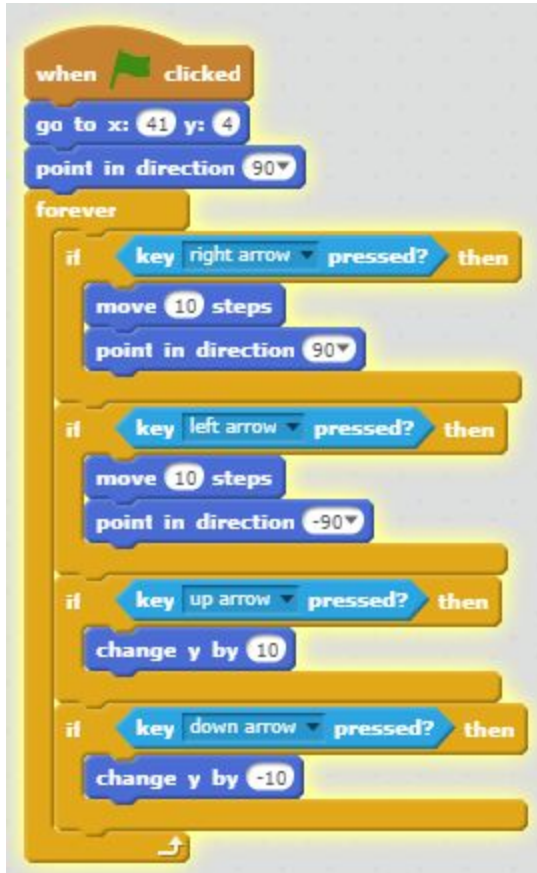 when clicked
go to x: 41 y: 4
point in direction 90
forever
if key right arrow pressed? then
move 10 steps
point in direction 90
if key left arrow pressed? then
move 10 steps
point in direction -90
if key up arrow pressed? then
change y by 10
if key down arrow pressed? then
change y by -10